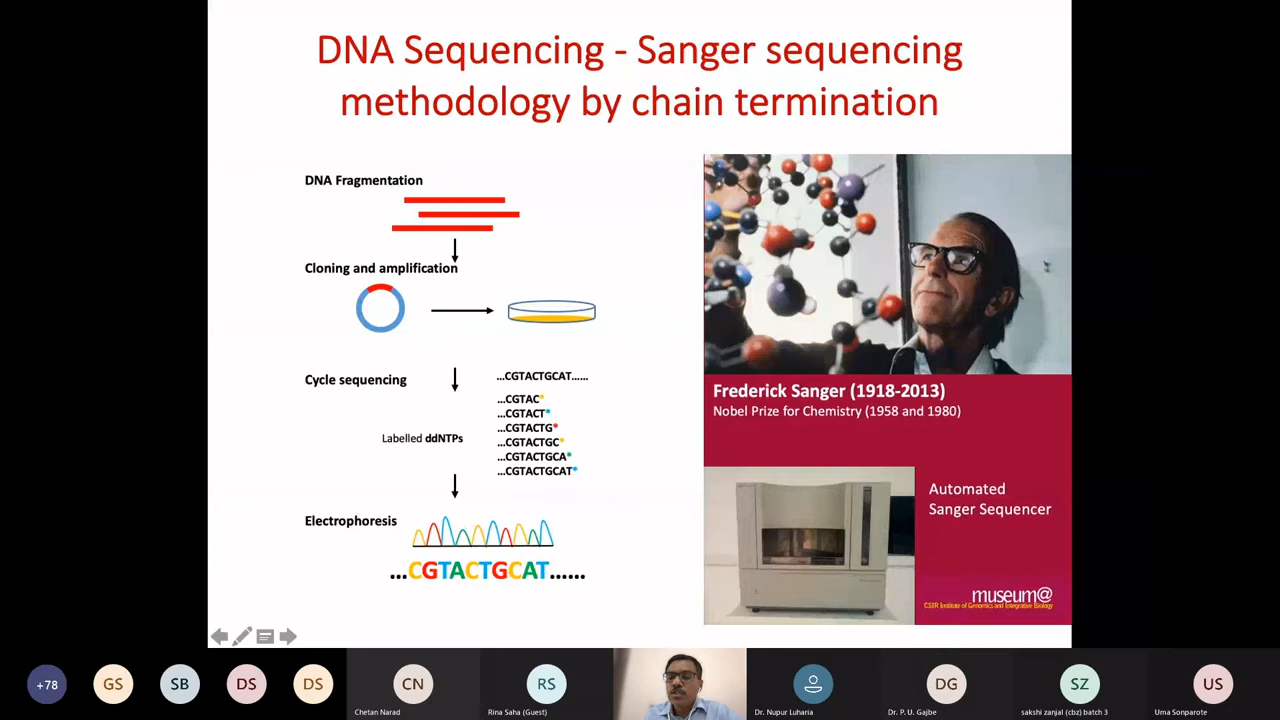 DNA Sequencing - Sanger sequencing
methodology by chain termination
DNA Fragmentation
Cloning and amplification
Cycle sequencing
...CGTACTGCAT......
...CGTAC*
...CGTACT*
...CGTACTG*
...CGTACTGC*
...CGTACTGCA*
...CGTACTGCAT*
Labelled ddNTPs
Electrophoresis
...CGTACTGCAT......
Frederick Sanger (1918-2013)
Nobel Prize for Chemistry (1958 and 1980)
Automated
Sanger Sequencer
museum@
CSIR Institute of Genomics and Integrative Biology
+78
GS
SB
DS
DS
CN
Chetan Narad
RS
Rina Saha (Guest)
Dr. Nupur Luharia
DG
Dr. P. U. Gajbe
SZ
sakshi zanjal (cbz) batch 3
US
Uma Sonparote